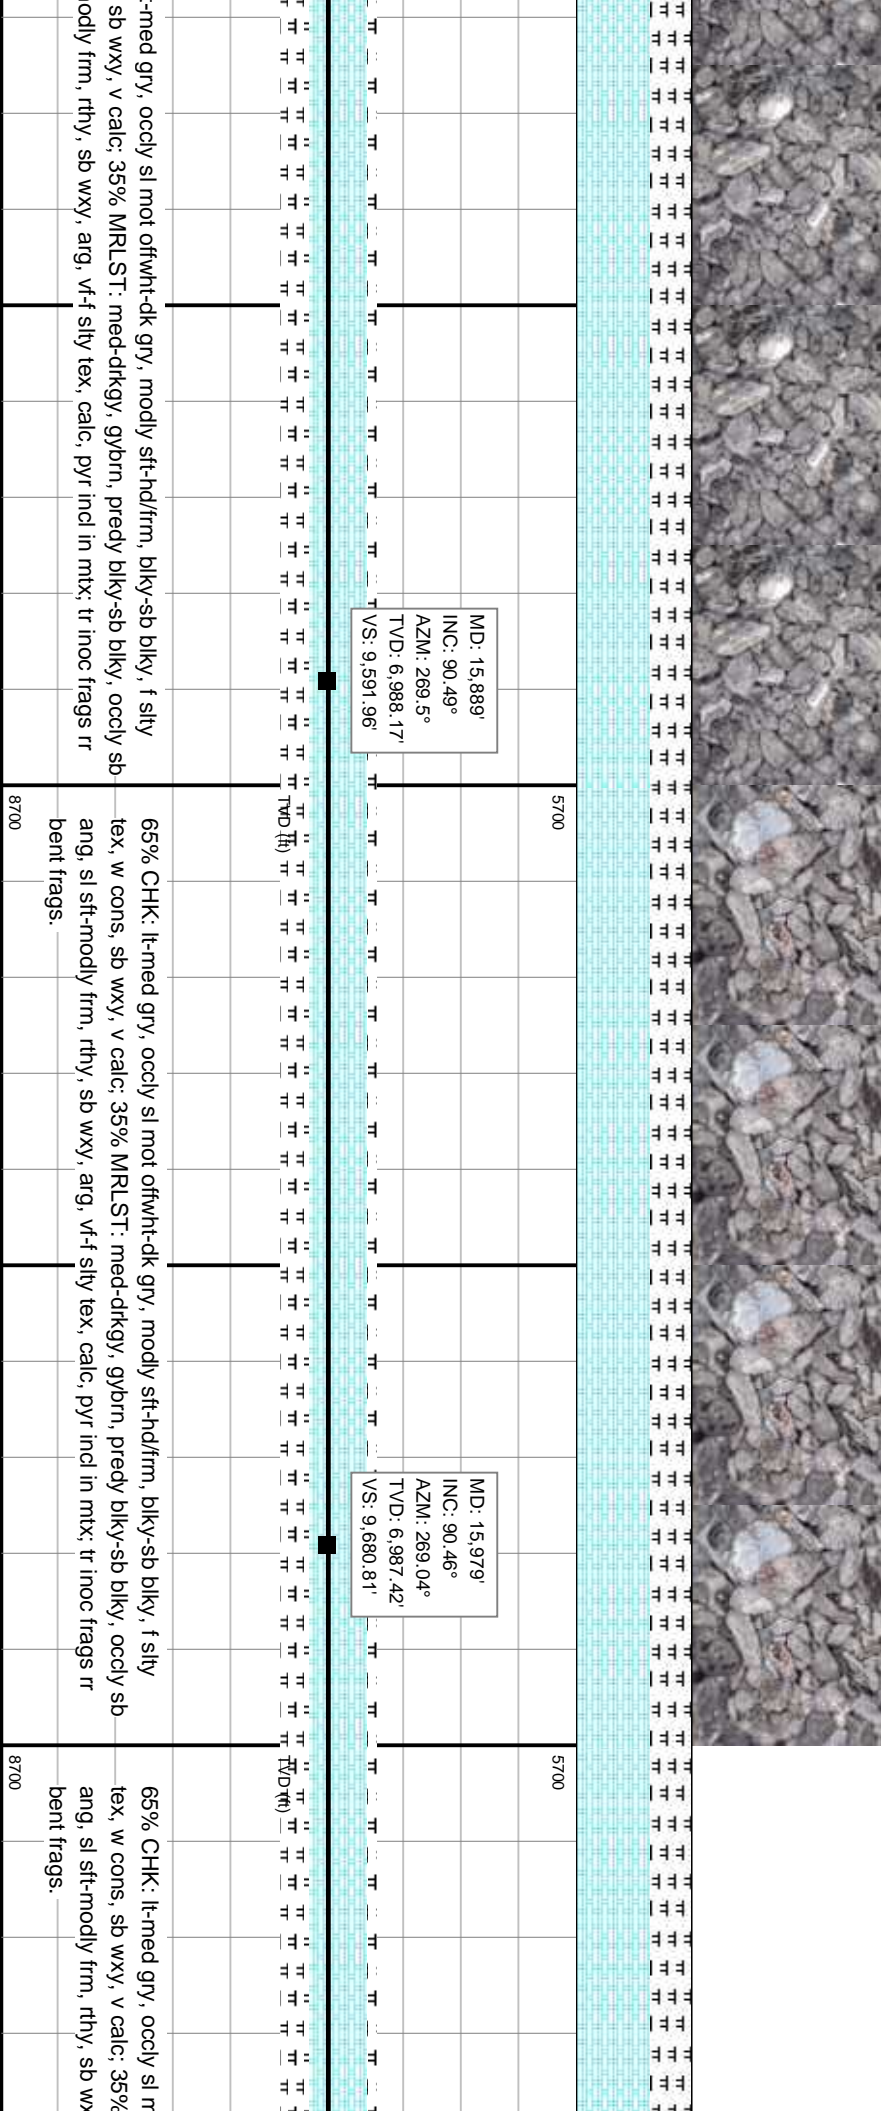 :-med gry, occly sl mot offwht-dk gry, modly sft-hd/frm, blky-sb blky, f slty
sb wxy, v calc; 35% MRLST: med-drkgy, gybrn, predy blky-sb blky, occly sb
odly frm, rthy, sb wxy, arg, vf-f slty tex, calc, pyr incl in mtx; tr inoc frags rr
MD: 15,889'
INC: 90.49°
AZM: 269.5°
TVD: 6,988.17'
VS: 9,591.96'
5700
TVD (ft)
8700
65% CHK: lt-med gry, occly sl mot offwht-dk gry, modly sft-hd/frm, blky-sb blky, f slty
tex, w cons, sb wxy, v calc; 35% MRLST: med-drkgy, gybrn, predy blky-sb blky, occly sb
ang, sl sft-modly frm, rthy, sb wxy, arg, vf-f slty tex, calc, pyr incl in mtx; tr inoc frags rr
bent frags.
MD: 15,979'
INC: 90.46°
AZM: 269.04°
TVD: 6,987.42'
VS: 9,680.81'
5700
TVD (ft)
8700
65% CHK: lt-med gry, occly sl m
tex, w cons, sb wxy, v calc; 35%
ang, sl sft-modly frm, rthy, sb wx
bent frags.